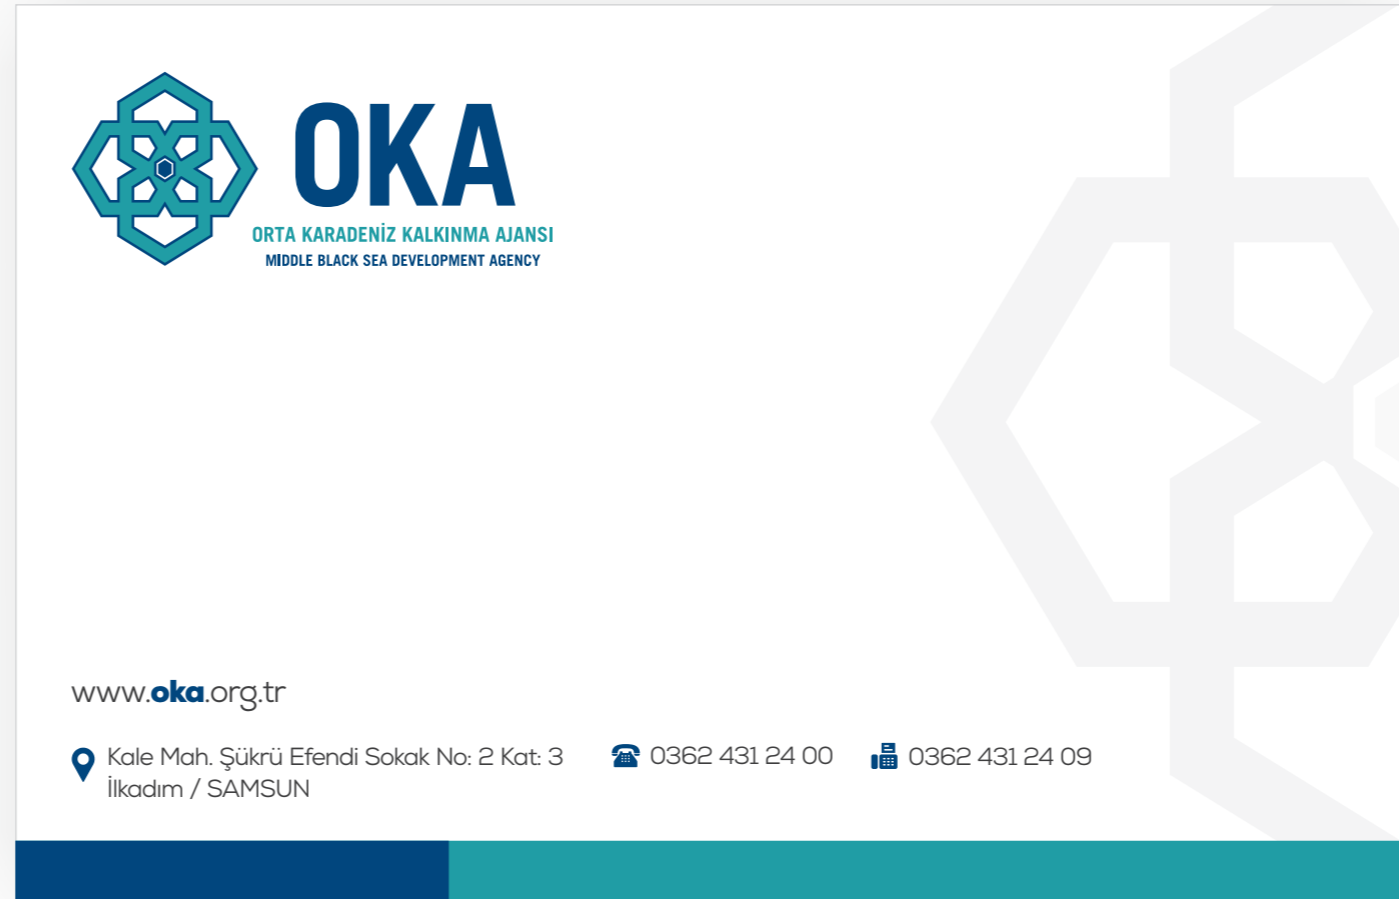 OKA
ORTA KARADENİZ KALKINMA AJANSI
MIDDLE BLACK SEA DEVELOPMENT AGENCY
www.oka.org.tr
Kale Mah. Şükrü Efendi Sokak No: 2 Kat: 3
İlkadım / SAMSUN
0362 431 24 00
0362 431 24 09